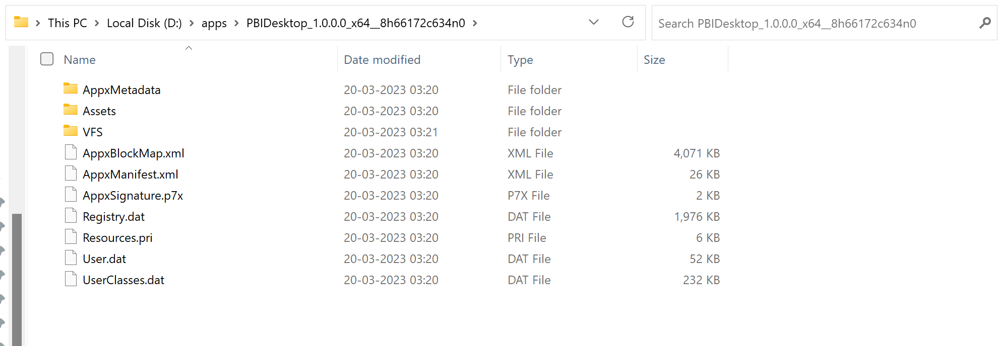 This PC Local Disk (D:) apps PBIDesktop_1.0.0.0_x64__8h66172c634n0 Search PBIDesktop_1.0.0.0_x64__8h66172c634n0
Name Date modified Type Size
AppxMetadata 20-03-2023 03:20 File folder
Assets 20-03-2023 03:20 File folder
VFS 20-03-2023 03:21 File folder
AppxBlockMap.xml 20-03-2023 03:20 XML File 4,071 KB
AppxManifest.xml 20-03-2023 03:20 XML File 26 KB
AppxSignature.p7x 20-03-2023 03:20 P7X File 2 KB
Registry.dat 20-03-2023 03:20 DAT File 1,976 KB
Resources.pri 20-03-2023 03:20 PRI File 6 KB
User.dat 20-03-2023 03:20 DAT File 52 KB
UserClasses.dat 20-03-2023 03:20 DAT File 232 KB